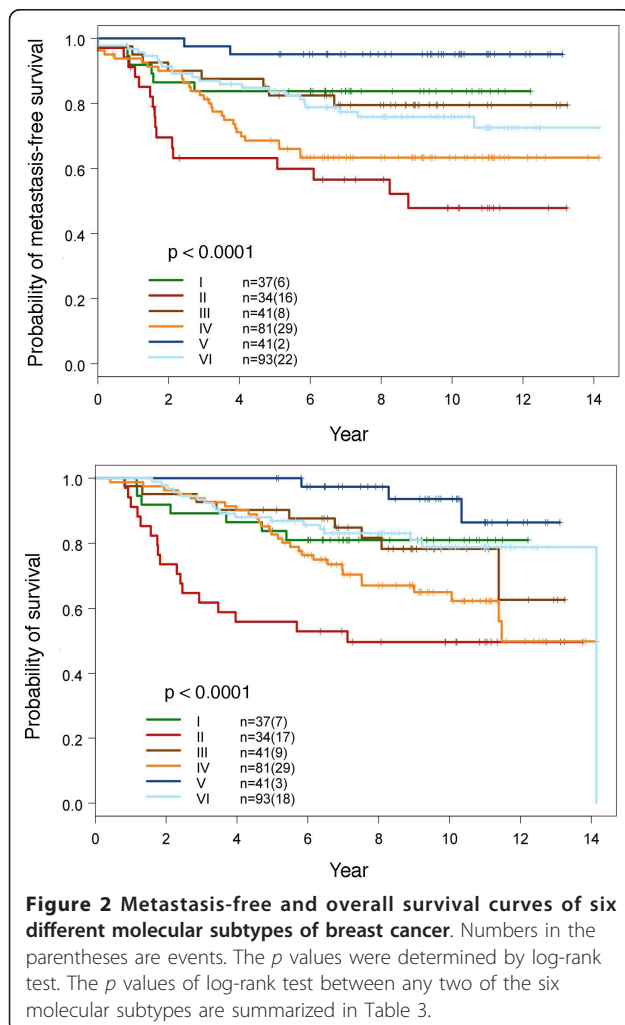 Probability of metastasis-free survival
1.0
0.8
0.6
0.4
0.2
0.0
p < 0.0001
I n=37(6)
II n=34(16)
III n=41(8)
IV n=81(29)
V n=41(2)
VI n=93(22)
0 2 4 6 8 10 12 14
Year
Probability of survival
1.0
0.8
0.6
0.4
0.2
0.0
p < 0.0001
I n=37(7)
II n=34(17)
III n=41(9)
IV n=81(29)
V n=41(3)
VI n=93(18)
0 2 4 6 8 10 12 14
Year
Figure 2 Metastasis-free and overall survival curves of six
different molecular subtypes of breast cancer. Numbers in the
parentheses are events. The p values were determined by log-rank
test. The p values of log-rank test between any two of the six
molecular subtypes are summarized in Table 3.